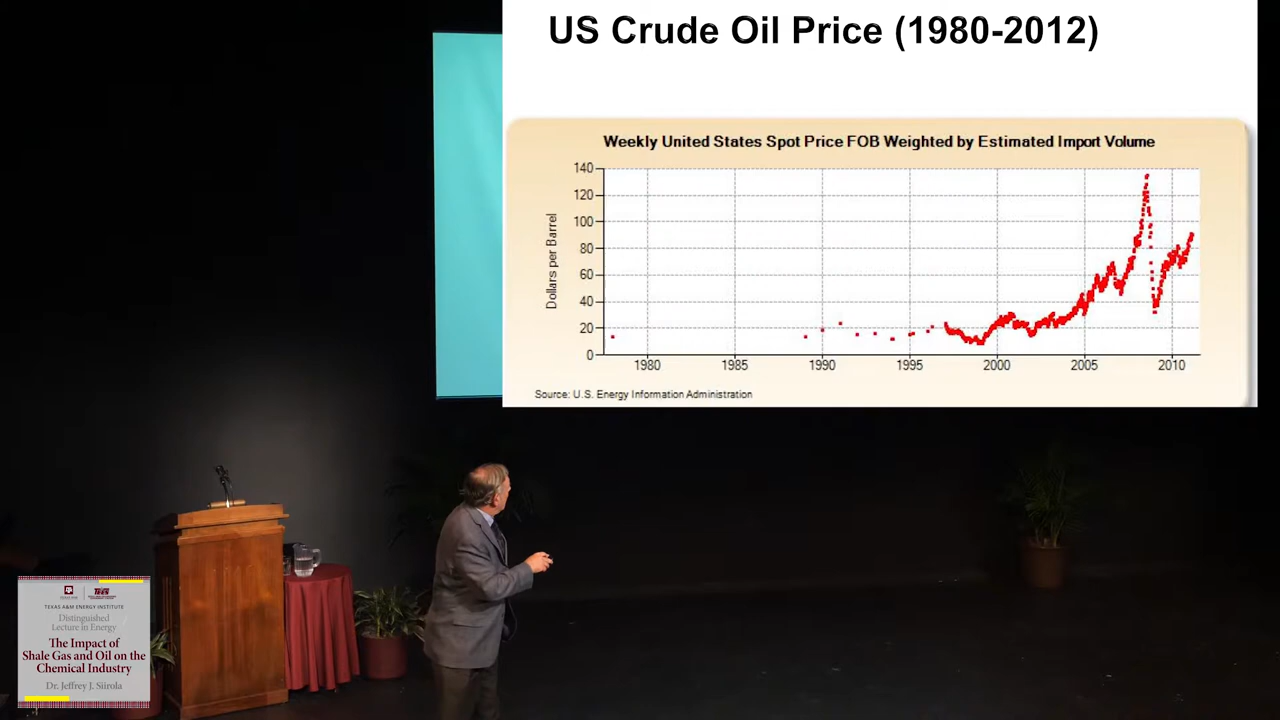 US Crude Oil Price (1980-2012)
Weekly United States Spot Price FOB Weighted by Estimated Import Volume
Dollars per Barrel
140
120
100
80
60
40
20
0
1980 1985 1990 1995 2000 2005 2010
Source: U.S. Energy Information Administration
TEXAS A&M ENERGY INSTITUTE
Distinguished
Lecture in Energy
The Impact of
Shale Gas and Oil on the
Chemical Industry
Dr. Jeffrey J. Siirola